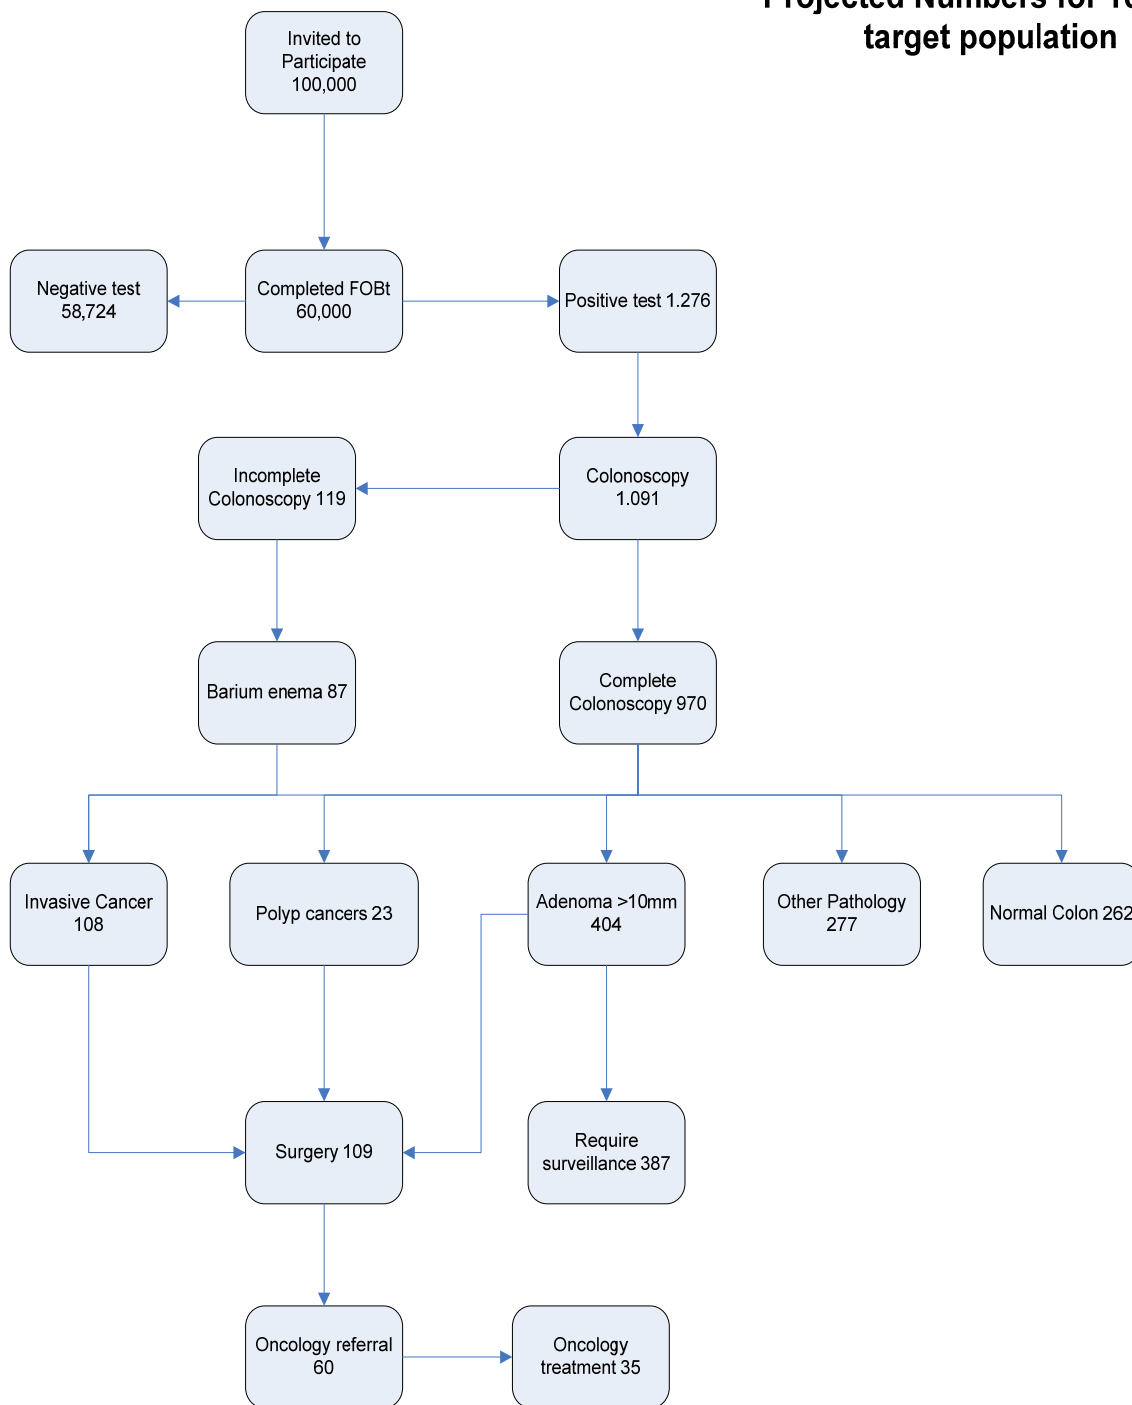 Projected Numbers for
target population
Invited to
Participate
100,000
Negative test
58,724
Completed FOBt
60,000
Positive test 1.276
Incomplete
Colonoscopy 119
Colonoscopy
1.091
Barium enema 87
Complete
Colonoscopy 970
Invasive Cancer
108
Polyp cancers 23
Adenoma >10mm
404
Other Pathology
277
Normal Colon 262
Surgery 109
Require
surveillance 387
Oncology referral
60
Oncology
treatment 35